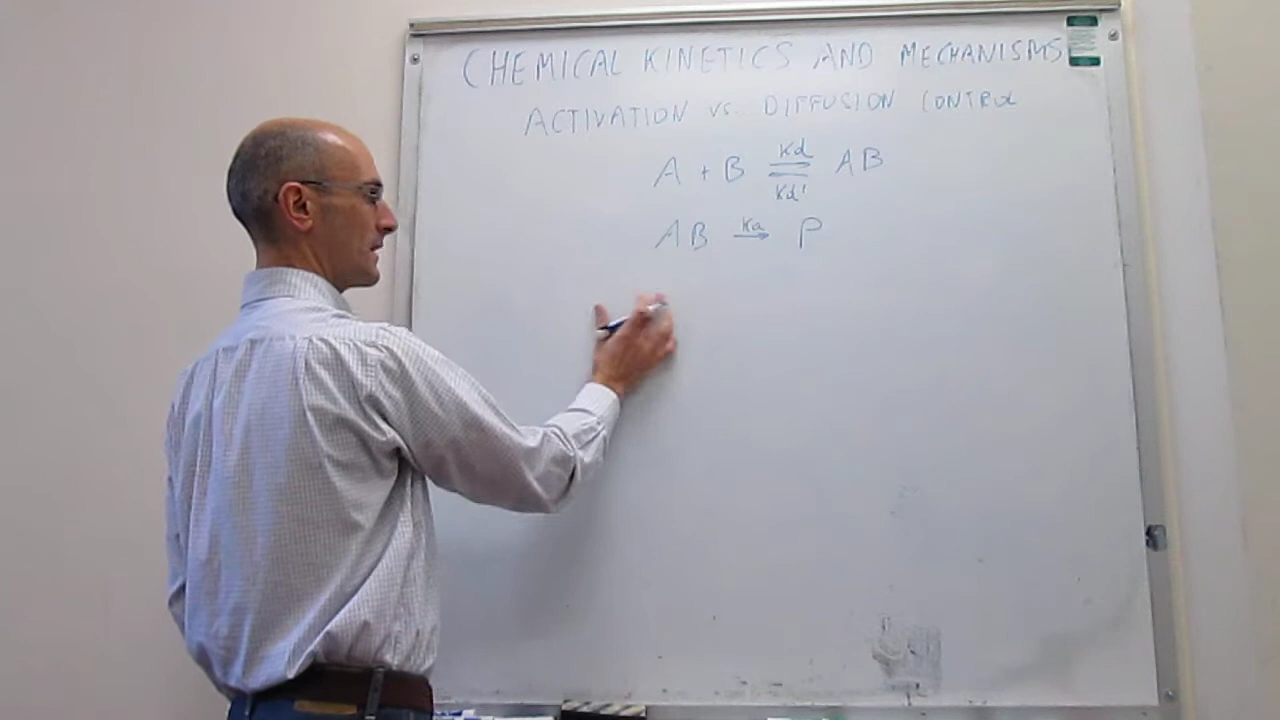 CHEMICAL KINETICS AND MECHANISMS
ACTIVATION vs. DIFFUSION CONTROL
A + B ⇌ AB
Kd
Kd'
AB → P
Ka